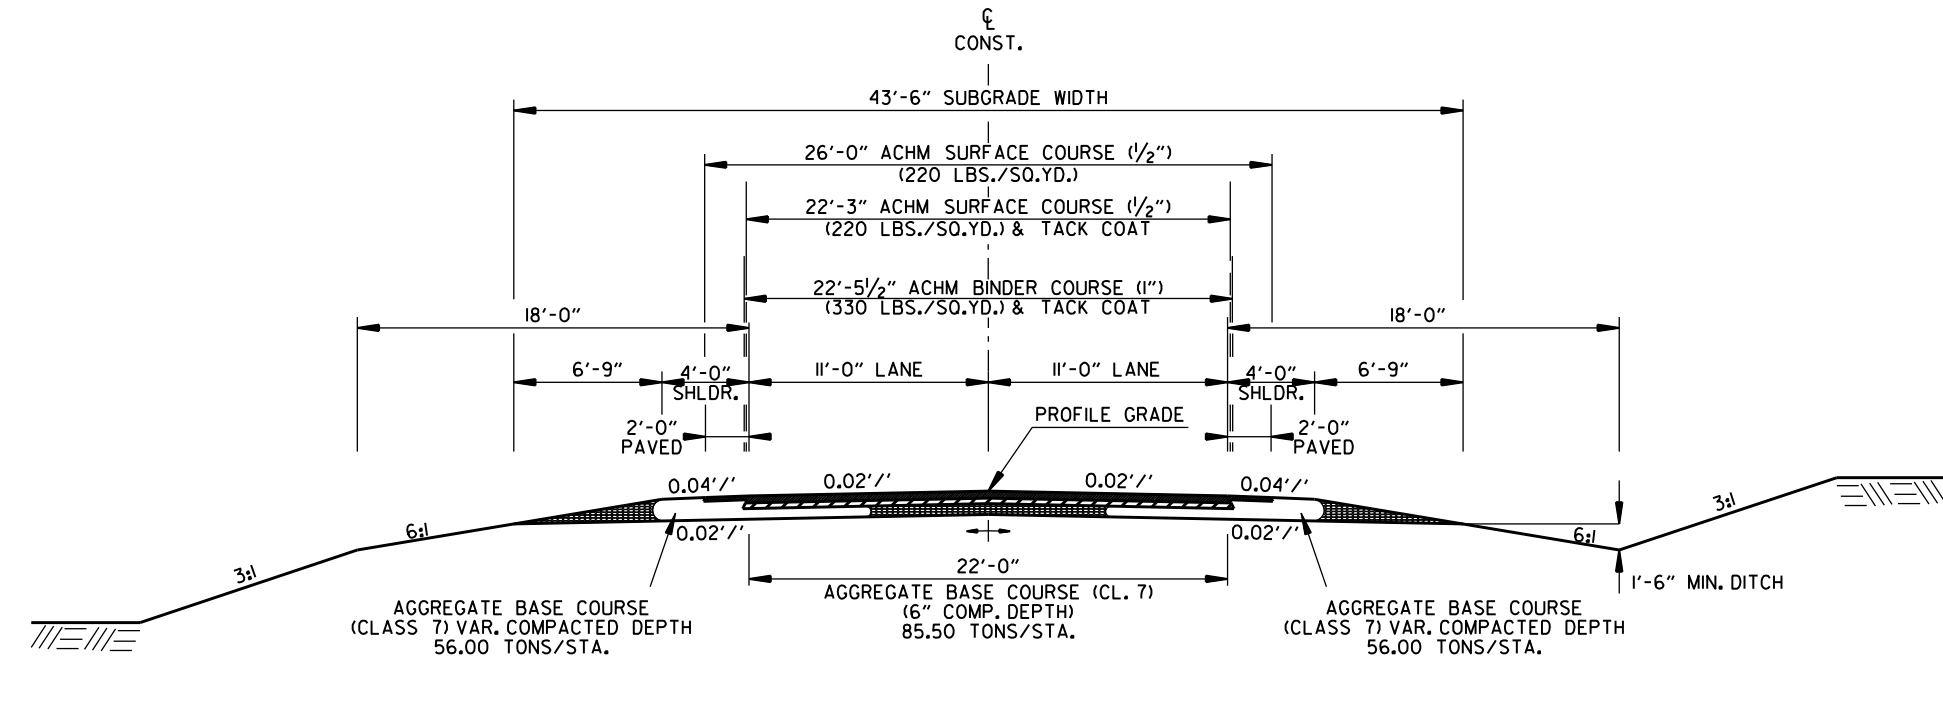 ℄
CONST.
43'-6" SUBGRADE WIDTH
26'-0" ACHM SURFACE COURSE (1/2")
(220 LBS./SQ.YD.)
22'-3" ACHM SURFACE COURSE (1/2")
(220 LBS./SQ.YD.) & TACK COAT
22'-5 1/2" ACHM BINDER COURSE (1")
(330 LBS./SQ.YD.) & TACK COAT
18'-0"
18'-0"
6'-9"
4'-0"
SHLDR.
11'-0" LANE
11'-0" LANE
4'-0"
SHLDR.
6'-9"
2'-0"
PAVED
PROFILE GRADE
2'-0"
PAVED
0.04'/'
0.02'/'
0.02'/'
0.04'/'
3:1
6:1
0.02'/'
0.02'/'
6:1
3:1
22'-0"
AGGREGATE BASE COURSE (CL. 7)
(6" COMP. DEPTH)
85.50 TONS/STA.
1'-6" MIN. DITCH
AGGREGATE BASE COURSE
(CLASS 7) VAR. COMPACTED DEPTH
56.00 TONS/STA.
AGGREGATE BASE COURSE
(CLASS 7) VAR. COMPACTED DEPTH
56.00 TONS/STA.